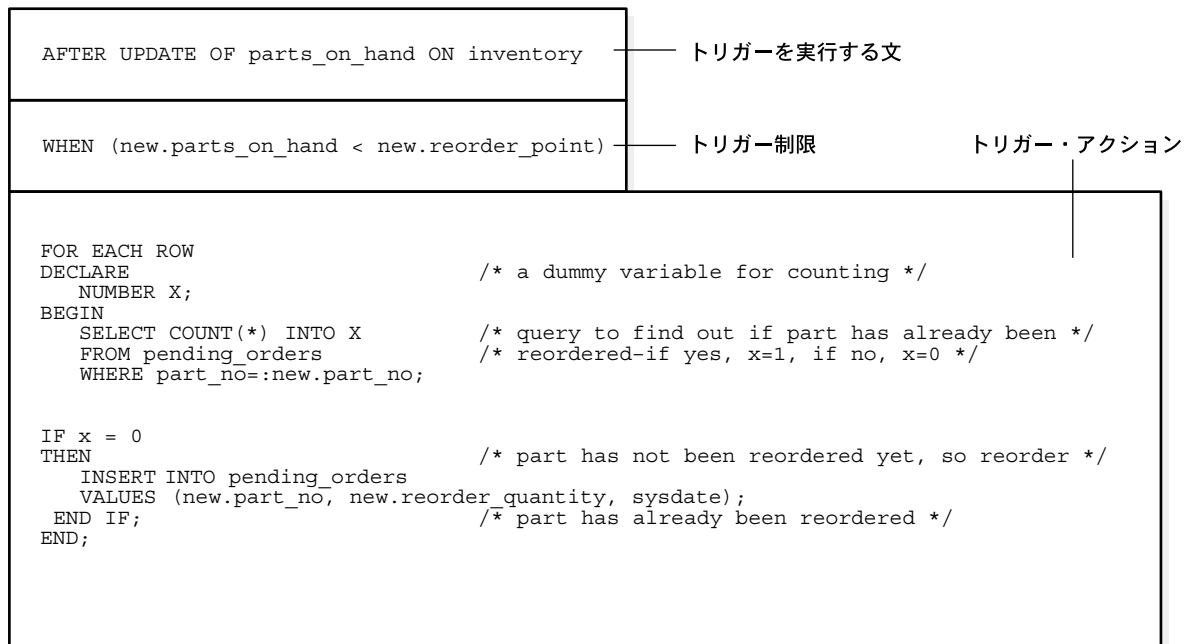 AFTER UPDATE OF parts_on_hand ON inventory
トリガーを実行する文
WHEN (new.parts_on_hand < new.reorder_point)
トリガー制限
トリガー・アクション
FOR EACH ROW
DECLARE /* a dummy variable for counting */
NUMBER X;
BEGIN
SELECT COUNT(*) INTO X /* query to find out if part has already been */
FROM pending_orders /* reordered-if yes, x=1, if no, x=0 */
WHERE part_no=:new.part_no;
IF x = 0
THEN /* part has not been reordered yet, so reorder */
INSERT INTO pending_orders
VALUES (new.part_no, new.reorder_quantity, sysdate);
END IF; /* part has already been reordered */
END;